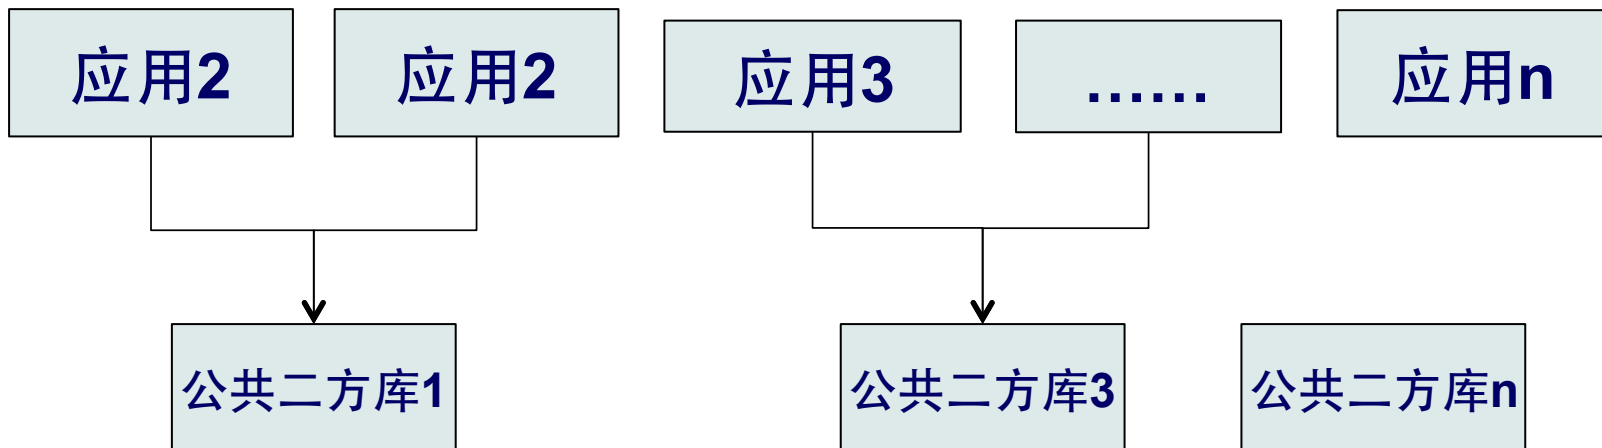 应用2
应用2
应用3
......
应用n
公共二方库1
公共二方库3
公共二方库n